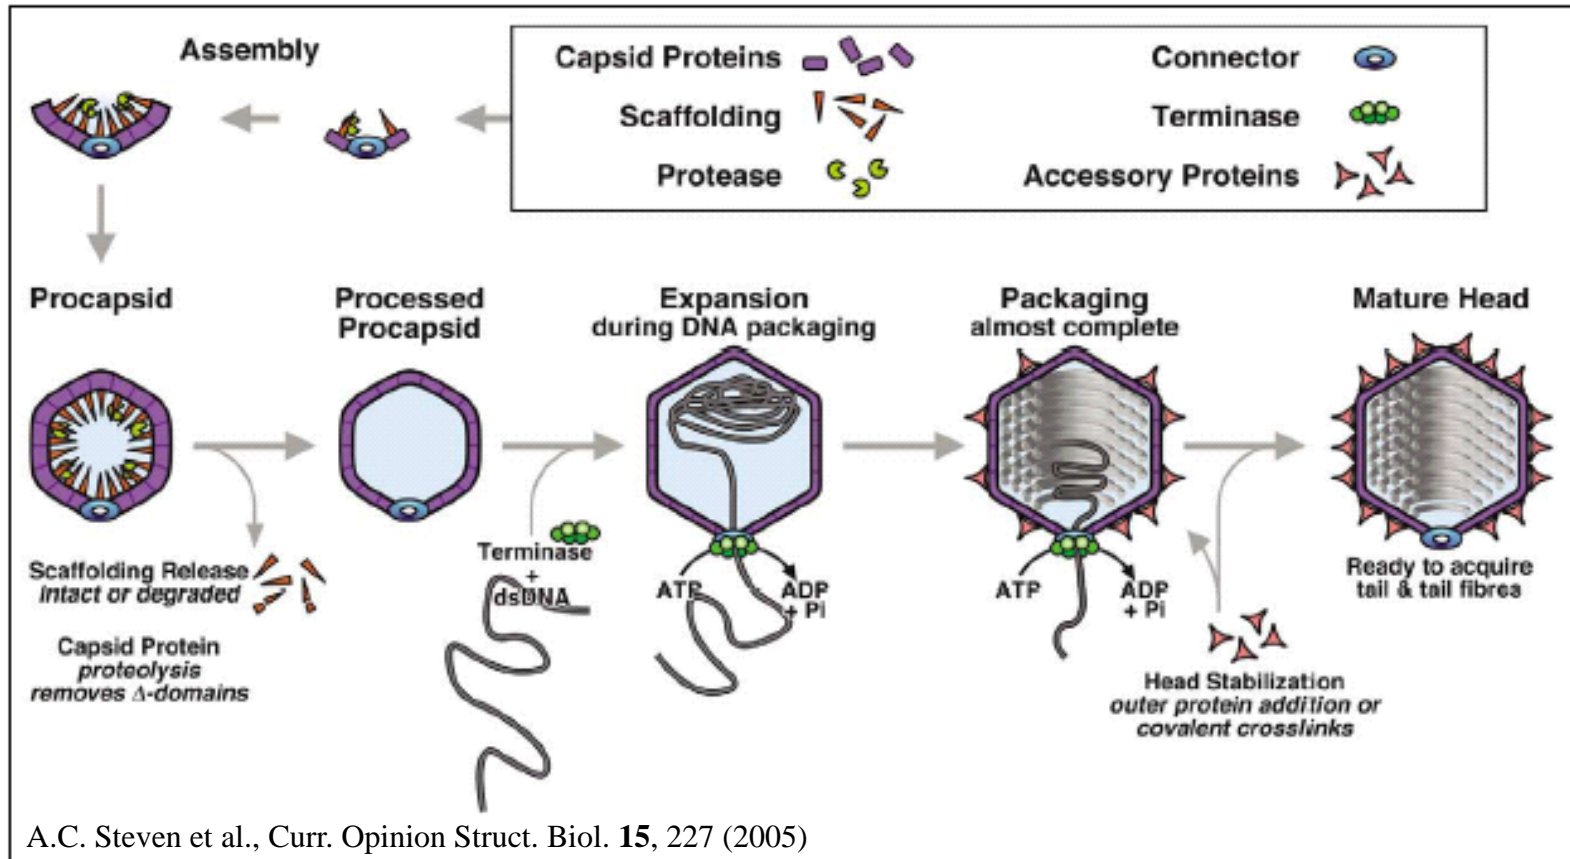 Assembly
Capsid Proteins
Scaffolding
Protease
Connector
Terminase
Accessory Proteins
Procapsid
Processed
Procapsid
Expansion
during DNA packaging
Packaging
almost complete
Mature Head
Scaffolding Release
intact or degraded
Capsid Protein
proteolysis
removes Δ-domains
Terminase
+
dsDNA
ATP
ADP
+ Pi
ATP
ADP
+ Pi
Head Stabilization
outer protein addition or
covalent crosslinks
Ready to acquire
tail & tail fibres
A.C. Steven et al., Curr. Opinion Struct. Biol. 15, 227 (2005)